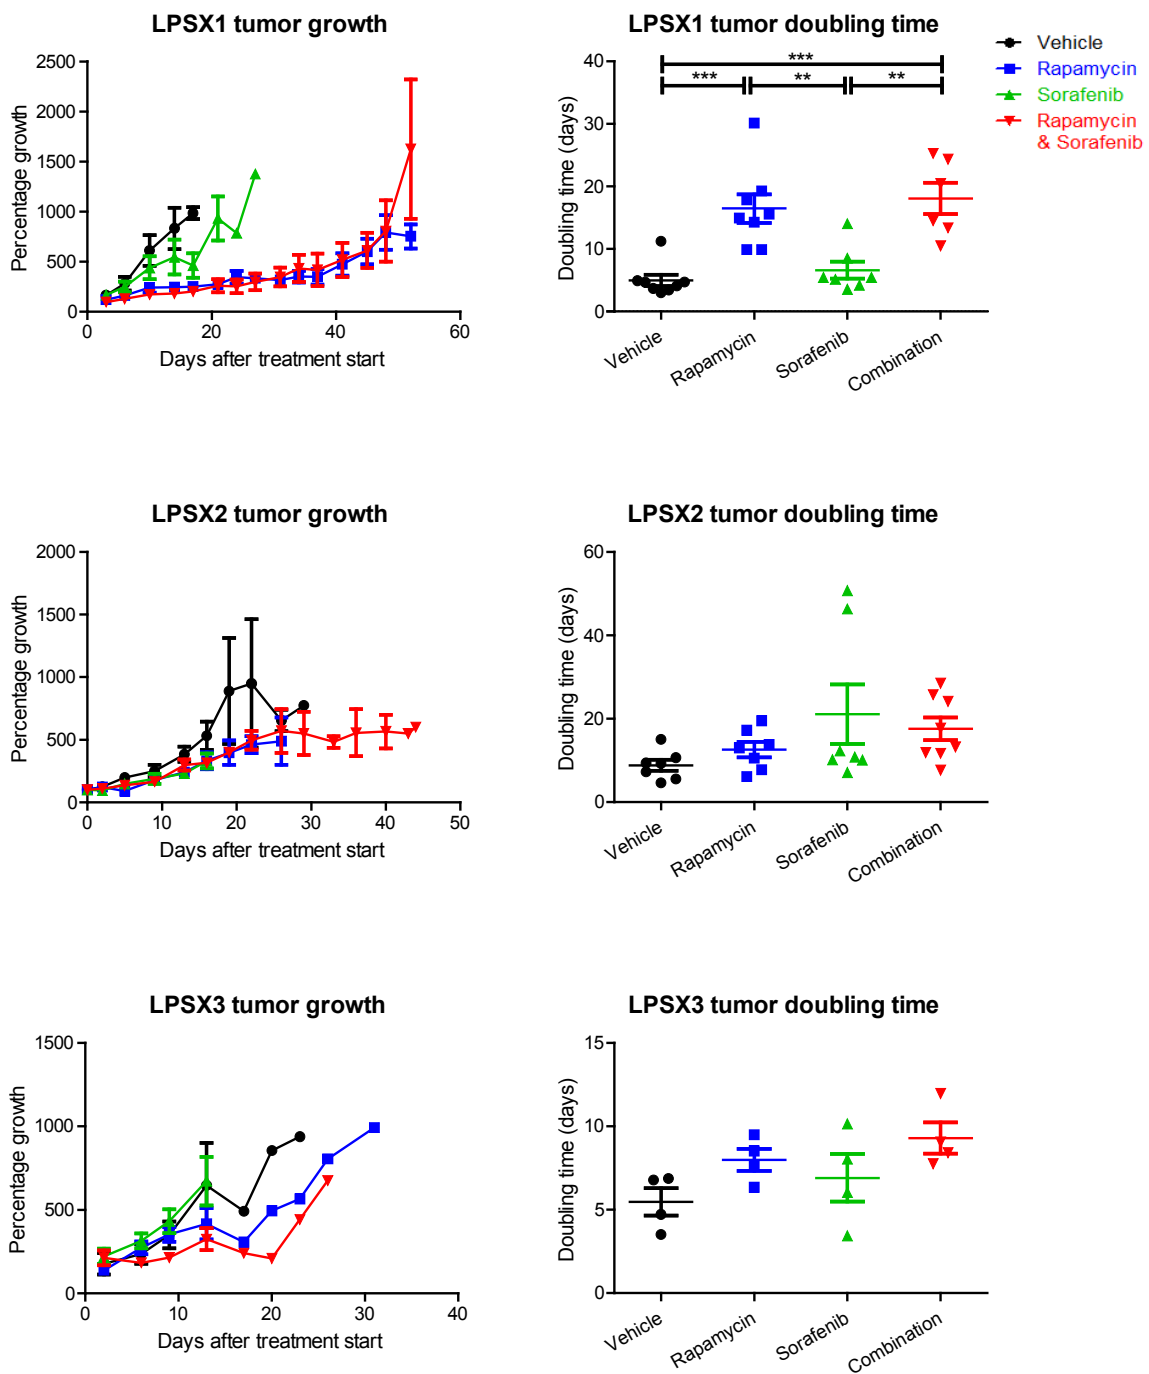 LPSX1 tumor growth
2500
2000
1500
1000
500
0
0 20 40 60
Percentage growth
Days after treatment start
LPSX1 tumor doubling time
40
30
20
10
0
Doubling time (days)
***
*** ** **
Vehicle Rapamycin Sorafenib Combination
Vehicle
Rapamycin
Sorafenib
Rapamycin
& Sorafenib
LPSX2 tumor growth
2000
1500
1000
500
0
0 10 20 30 40 50
Percentage growth
Days after treatment start
LPSX2 tumor doubling time
60
40
20
0
Doubling time (days)
Vehicle Rapamycin Sorafenib Combination
LPSX3 tumor growth
1500
1000
500
0
0 10 20 30 40
Percentage growth
Days after treatment start
LPSX3 tumor doubling time
15
10
5
0
Doubling time (days)
Vehicle Rapamycin Sorafenib Combination